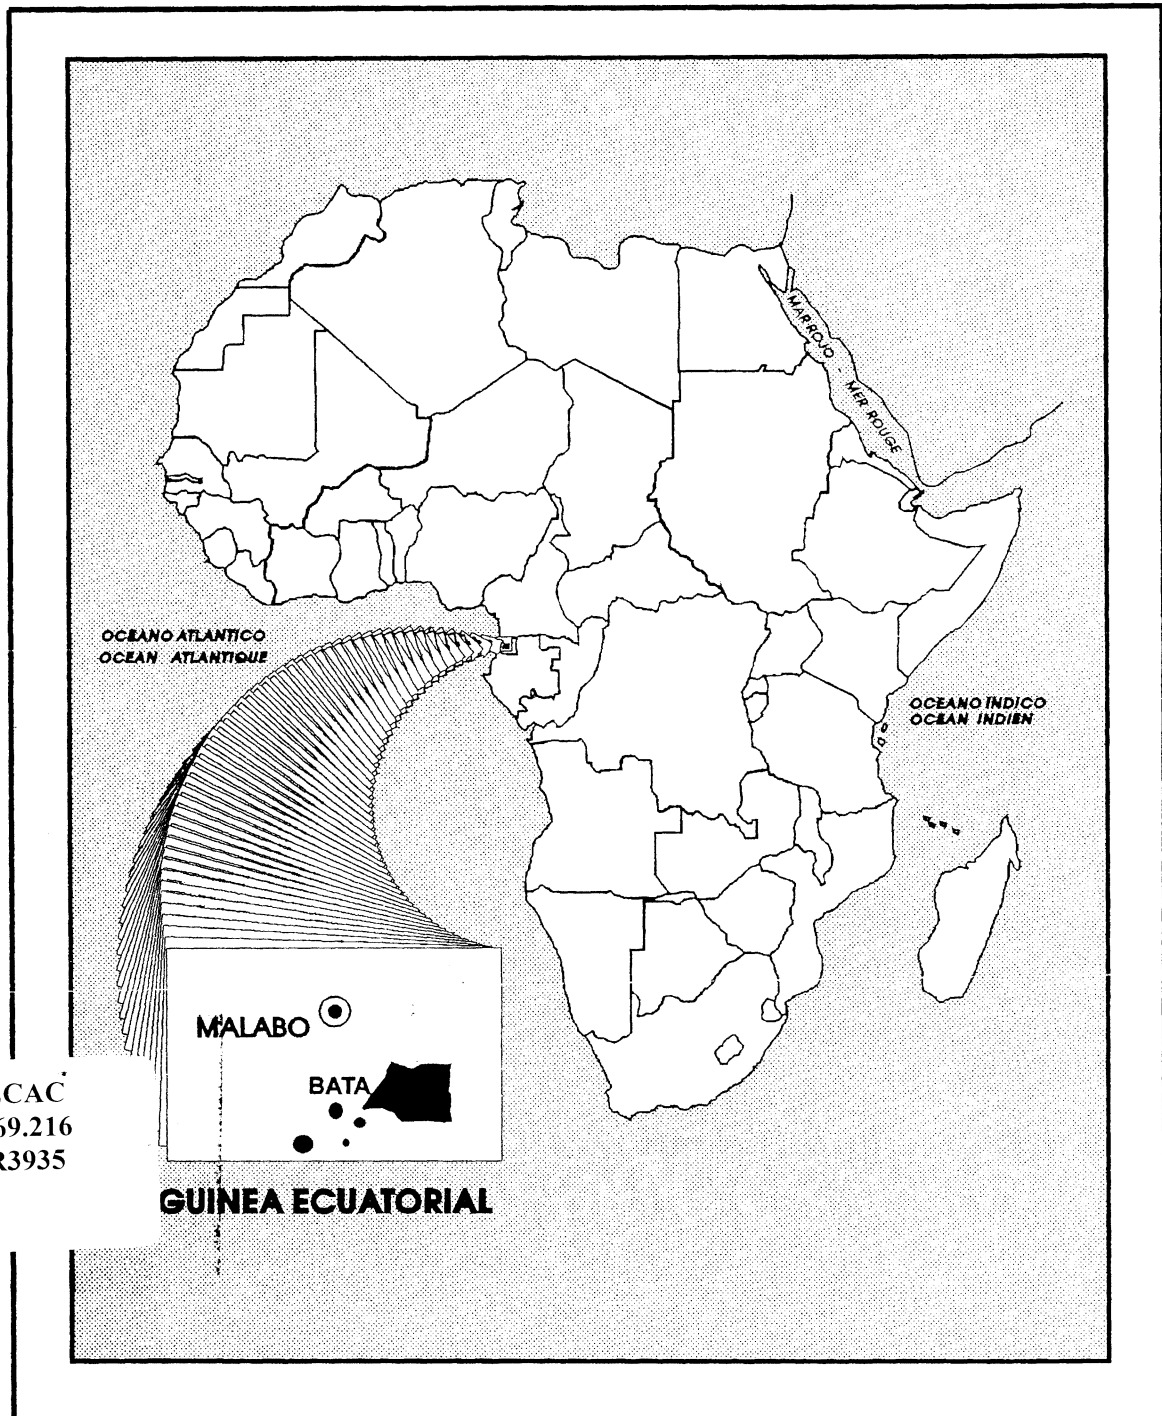 MAR ROJO - MER ROUGE
OCEANO ATLANTICO
OCEAN ATLANTIQUE
OCEANO ÍNDICO
OCEAN INDIEN
MALABO
BATA
CAC
69.216
R3935
GUINEA ECUATORIAL